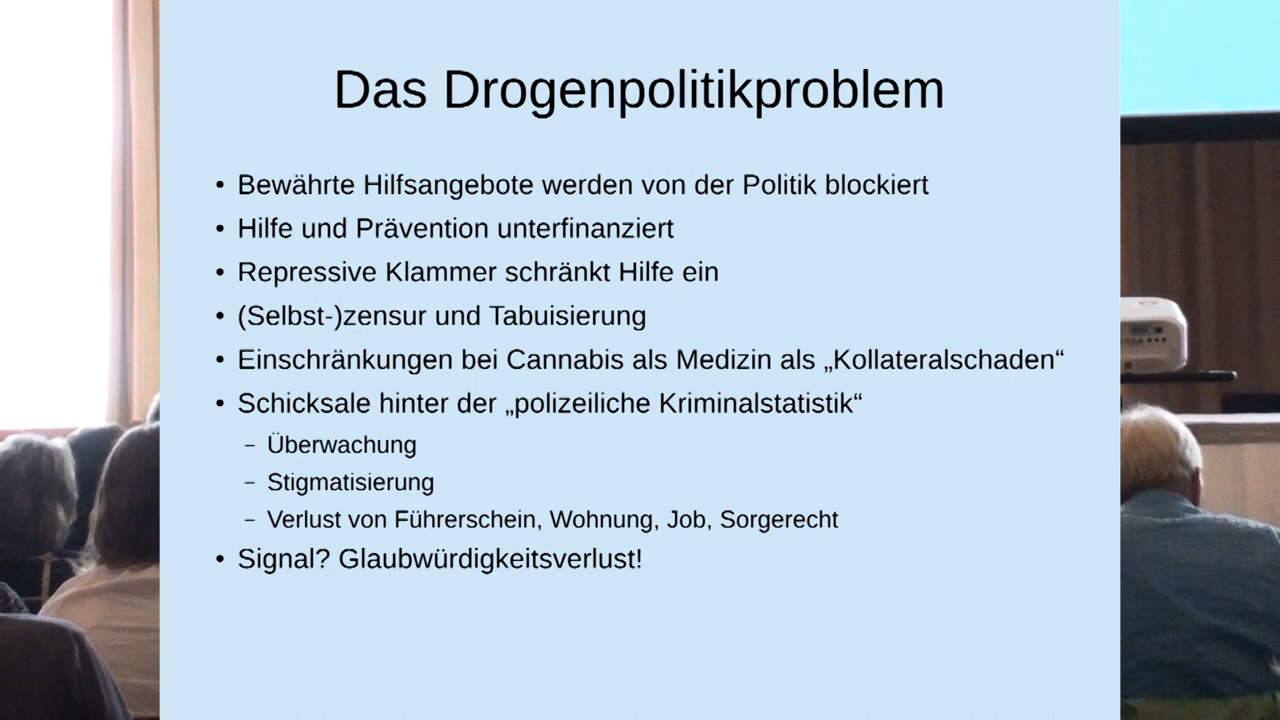 Das Drogenpolitikproblem
• Bewährte Hilfsangebote werden von der Politik blockiert
• Hilfe und Prävention unterfinanziert
• Repressive Klammer schränkt Hilfe ein
• (Selbst-)zensur und Tabuisierung
• Einschränkungen bei Cannabis als Medizin als „Kollateralschaden“
• Schicksale hinter der „polizeiliche Kriminalstatistik“
– Überwachung
– Stigmatisierung
– Verlust von Führerschein, Wohnung, Job, Sorgerecht
• Signal? Glaubwürdigkeitsverlust!